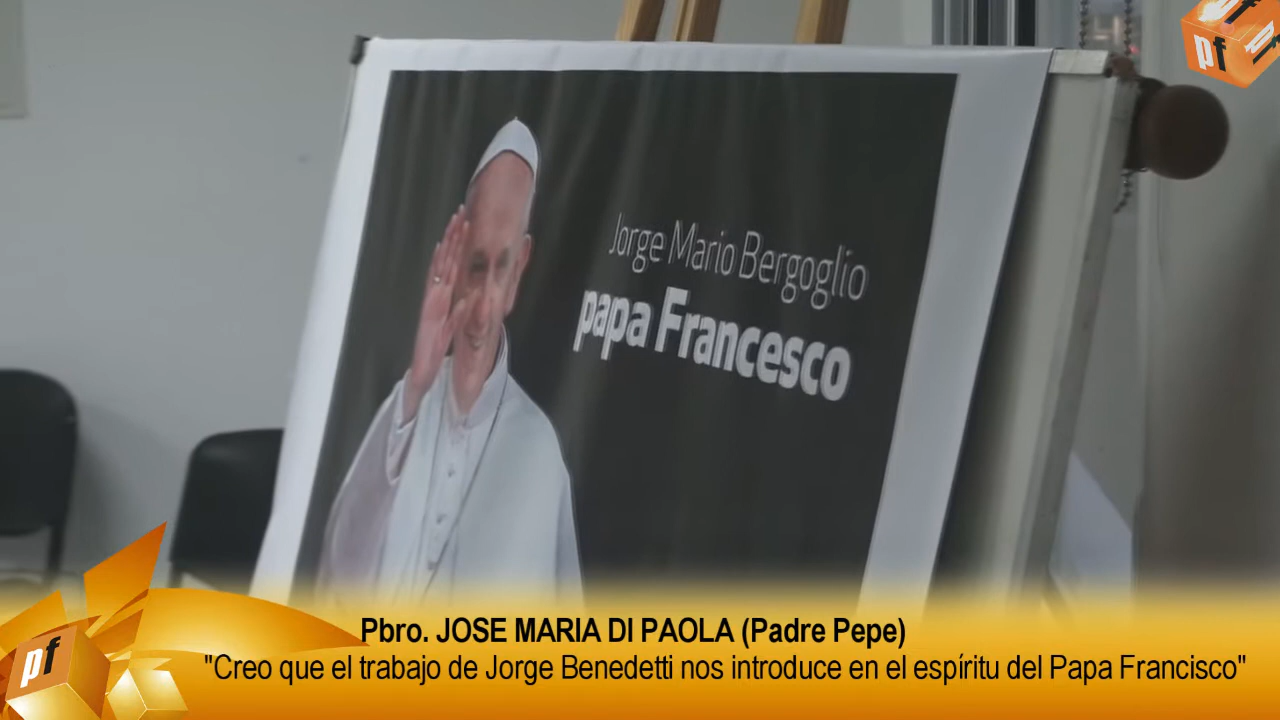 pf
Jorge Mario Bergoglio
papa Francesco
Pbro. JOSE MARIA DI PAOLA (Padre Pepe)
"Creo que el trabajo de Jorge Benedetti nos introduce en el espíritu del Papa Francisco"
pf